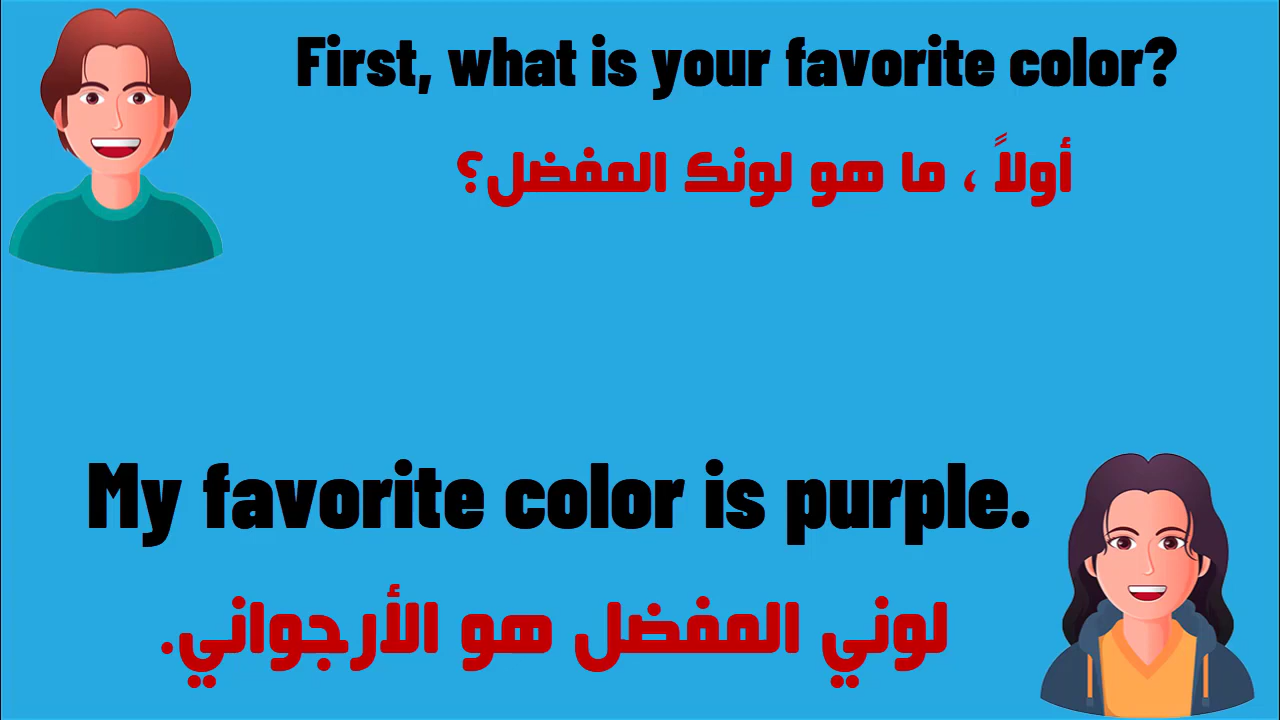 First, what is your favorite color?
أولاً ، ما هو لونك المفضل؟
My favorite color is purple.
لوني المفضل هو الأرجواني.